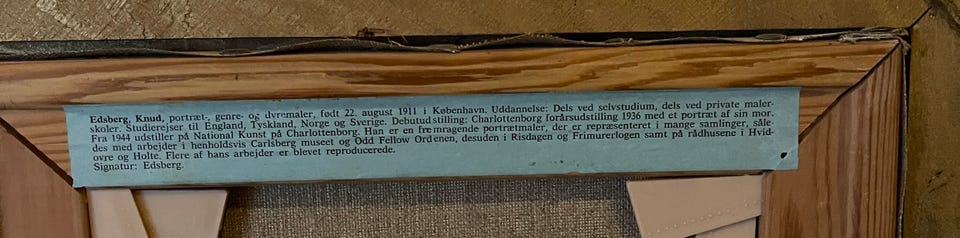 Edsberg, Knud, portræt-, genre- og dyremaler, født 22. august 1911 i København. Uddannelse: Dels ved selvstudium, dels ved private maler-
skoler. Studierejser til England, Tyskland, Norge og Sverige. Debutudstilling: Charlottenborg forårsudstilling 1936 med et portræt af sin mor.
Fra 1944 udstiller på National Kunst på Charlottenborg. Han er en fremragende portrætmaler, der er repræsenteret i mange samlinger, såle-
des med arbejder i henholdsvis Carlsberg museet og Odd Fellow Ordenen, desuden i Risdagen og Frimurerlogen samt på rådhusene i Hvid-
ovre og Holte. Flere af hans arbejder er blevet reproducerede.
Signatur: Edsberg.